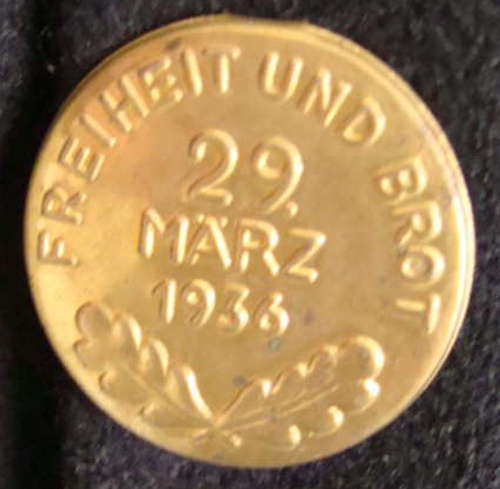 FREIHEIT UND BROT
29.
MÄRZ
1936